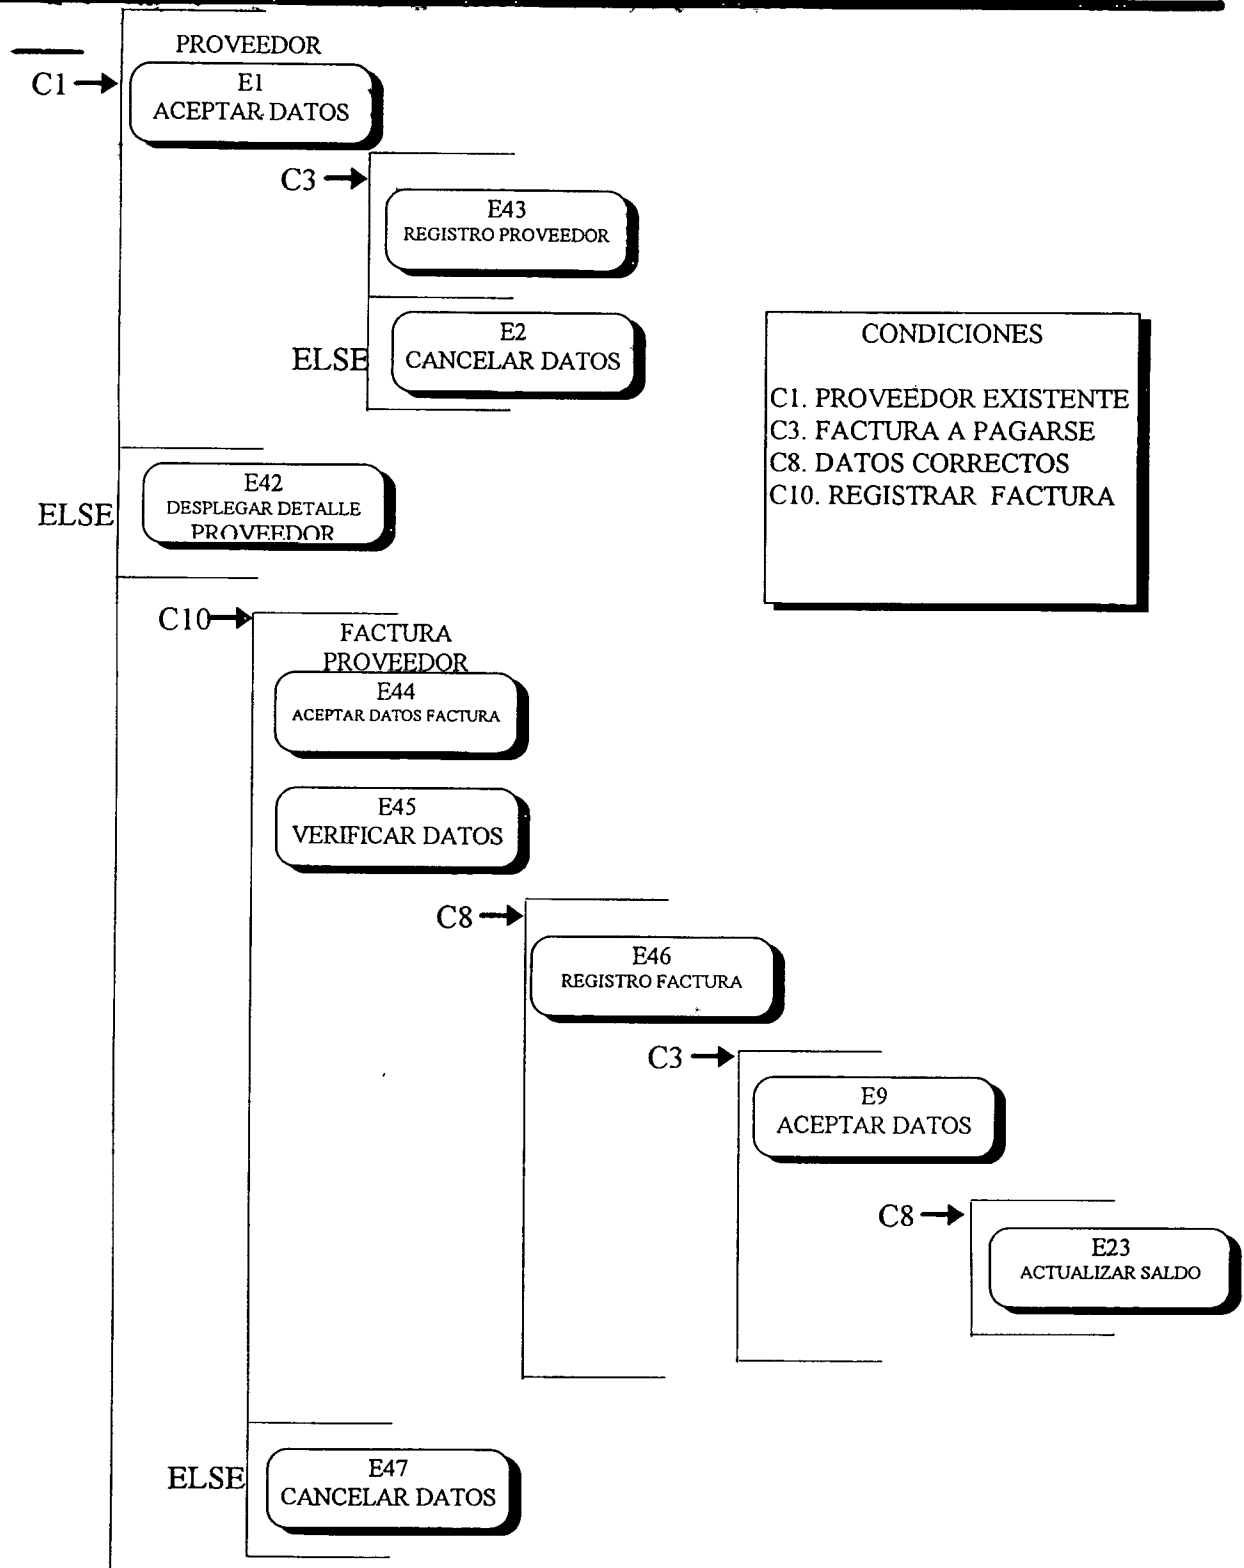 PROVEEDOR
C1
E1
ACEPTAR DATOS
C3
E43
REGISTRO PROVEEDOR
ELSE
E2
CANCELAR DATOS
CONDICIONES
C1. PROVEEDOR EXISTENTE
C3. FACTURA A PAGARSE
C8. DATOS CORRECTOS
C10. REGISTRAR FACTURA
ELSE
E42
DESPLEGAR DETALLE
PROVEEDOR
C10
FACTURA
PROVEEDOR
E44
ACEPTAR DATOS FACTURA
E45
VERIFICAR DATOS
C8
E46
REGISTRO FACTURA
C3
E9
ACEPTAR DATOS
C8
E23
ACTUALIZAR SALDO
ELSE
E47
CANCELAR DATOS